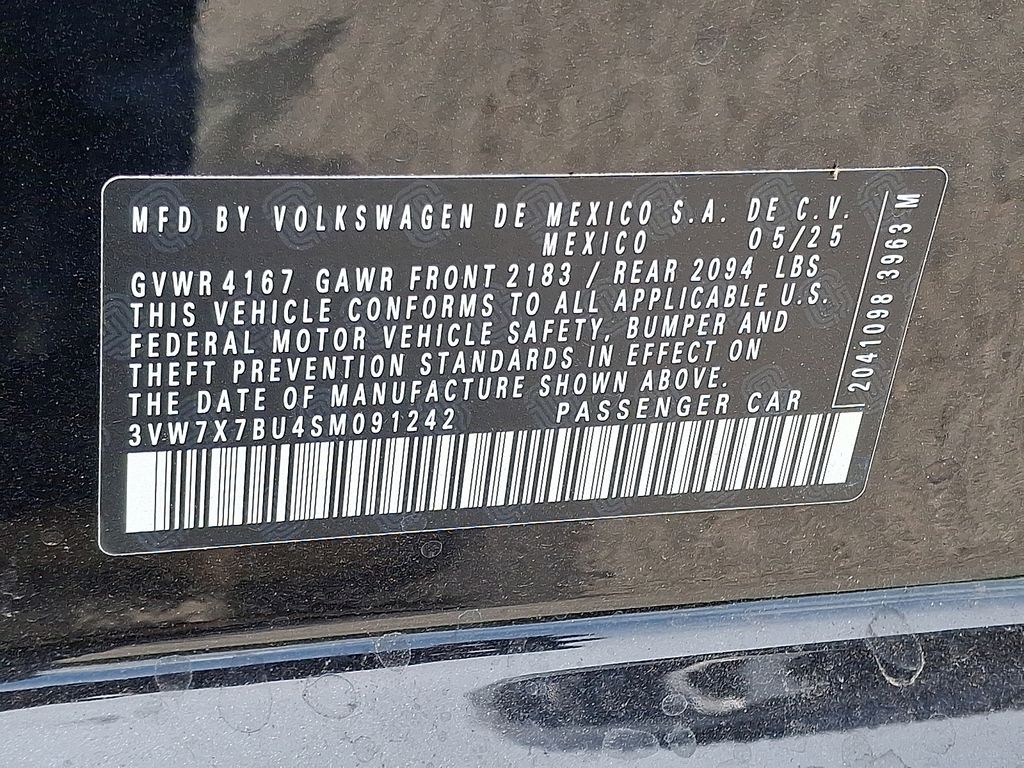 MFD BY VOLKSWAGEN DE MEXICO S.A. DE C.V.
MEXICO 05/25
GVWR 4167 GAWR FRONT 2183 / REAR 2094 LBS
THIS VEHICLE CONFORMS TO ALL APPLICABLE U.S.
FEDERAL MOTOR VEHICLE SAFETY, BUMPER AND
THEFT PREVENTION STANDARDS IN EFFECT ON
THE DATE OF MANUFACTURE SHOWN ABOVE.
3VW7X7BU4SM091242 PASSENGER CAR
2041098 3963 M